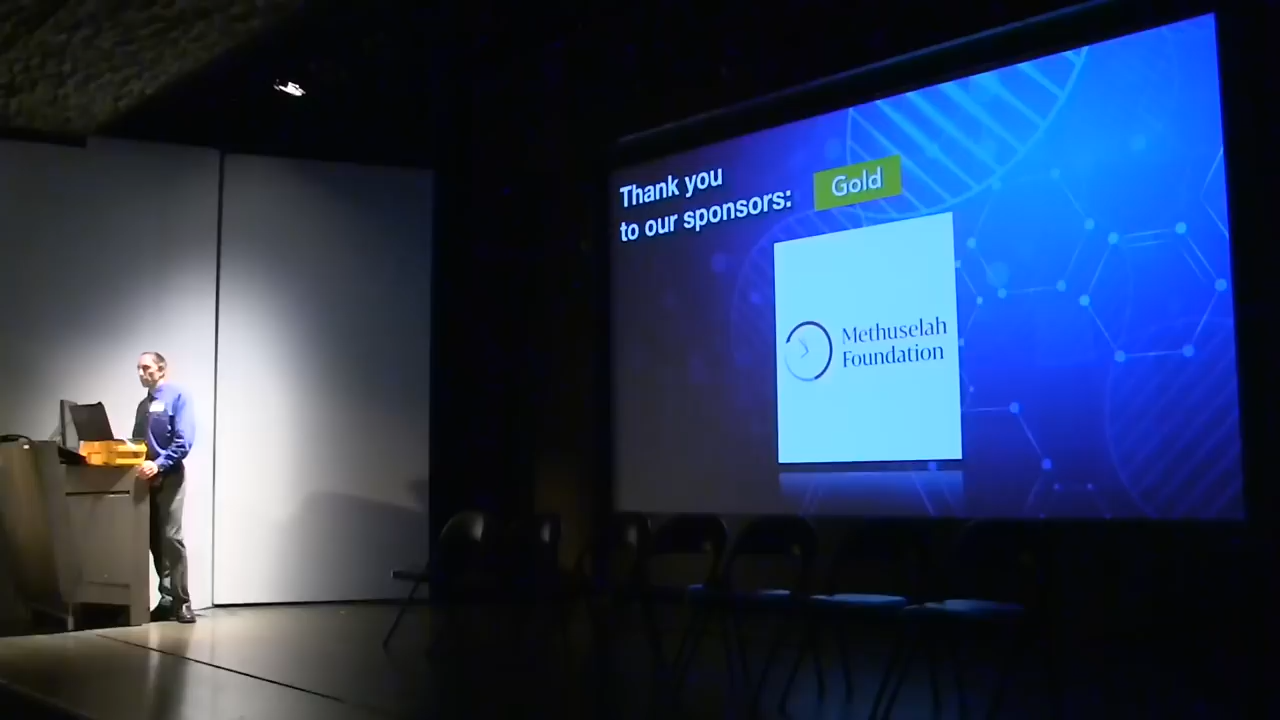 Thank you
to our sponsors:
Gold
Methuselah
Foundation